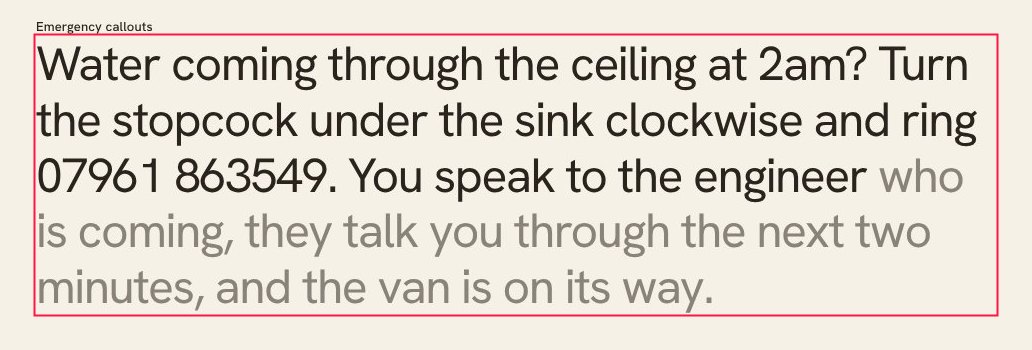 Emergency callouts
Water coming through the ceiling at 2am? Turn
the stopcock under the sink clockwise and ring
07961 863549. You speak to the engineer who
is coming, they talk you through the next two
minutes, and the van is on its way.